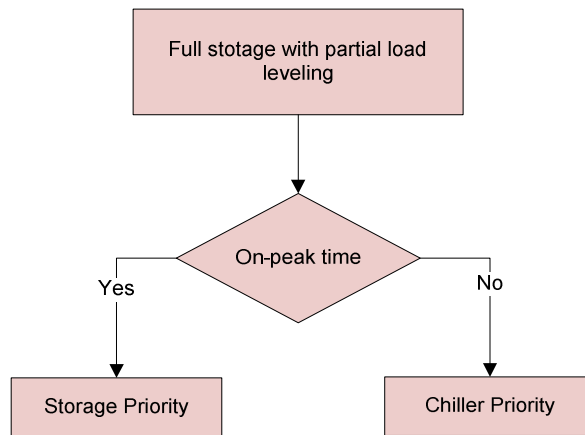 Full stotage with partial load
leveling
On-peak time
Yes
No
Storage Priority
Chiller Priority